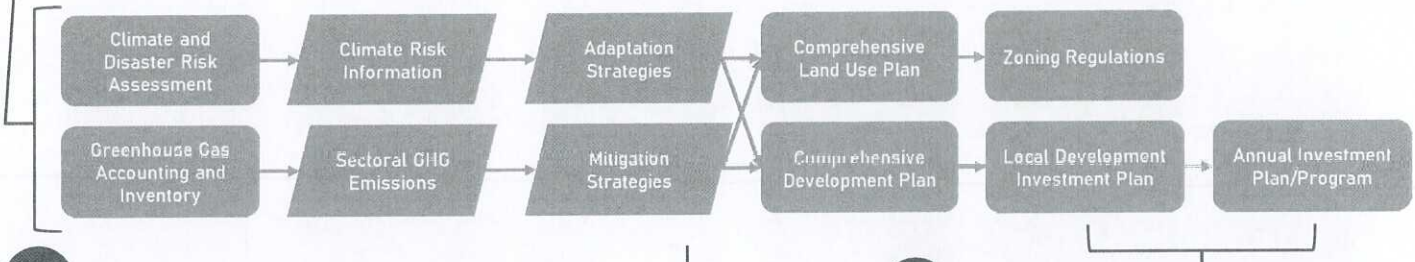 Climate and
Disaster Risk
Assessment
Climate Risk
Information
Adaptation
Strategies
Comprehensive
Land Use Plan
Zoning Regulations
Greenhouse Gas
Accounting and
Inventory
Sectoral GHG
Emissions
Mitigation
Strategies
Comprehensive
Development Plan
Local Development
Investment Plan
Annual Investment
Plan/Program